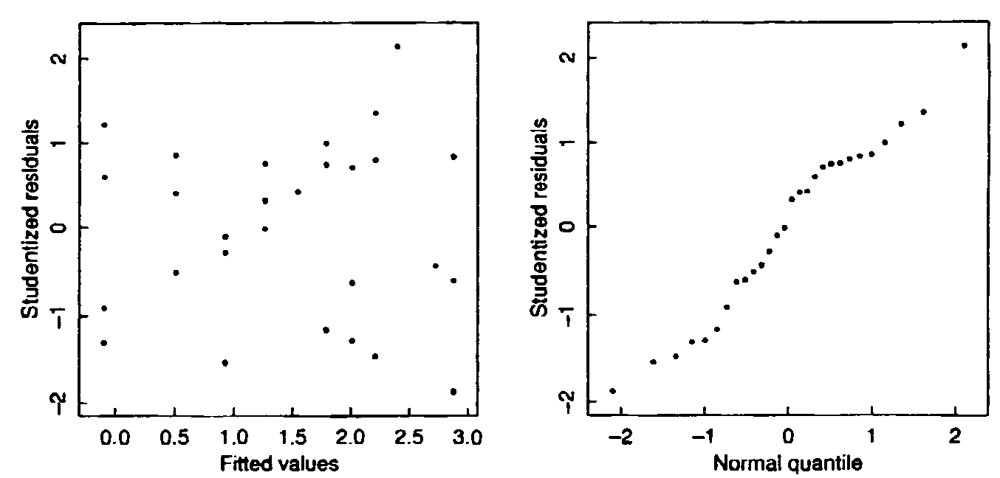 Studentized residuals
2
1
0
−1
−2
0.0 0.5 1.0 1.5 2.0 2.5 3.0
Fitted values
Studentized residuals
2
1
0
−1
−2
−2 −1 0 1 2
Normal quantile